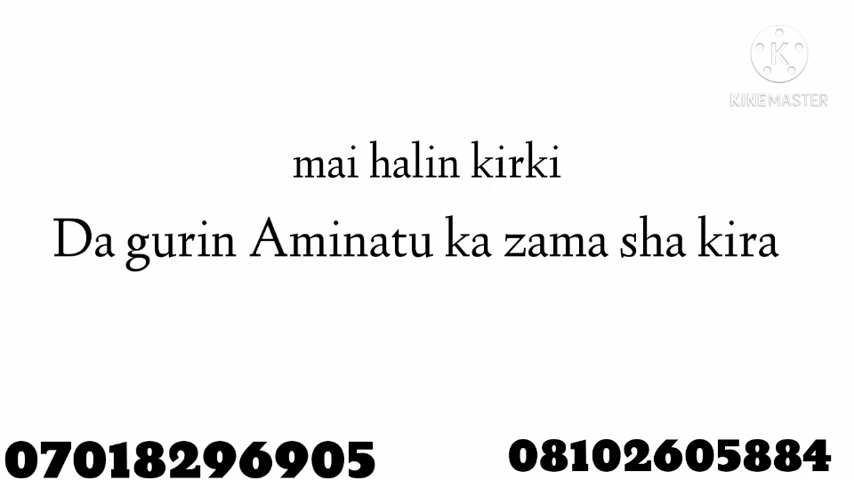 KINEMASTER
mai halin kirki
Da gurin Aminatu ka zama sha kira
07018296905
08102605884